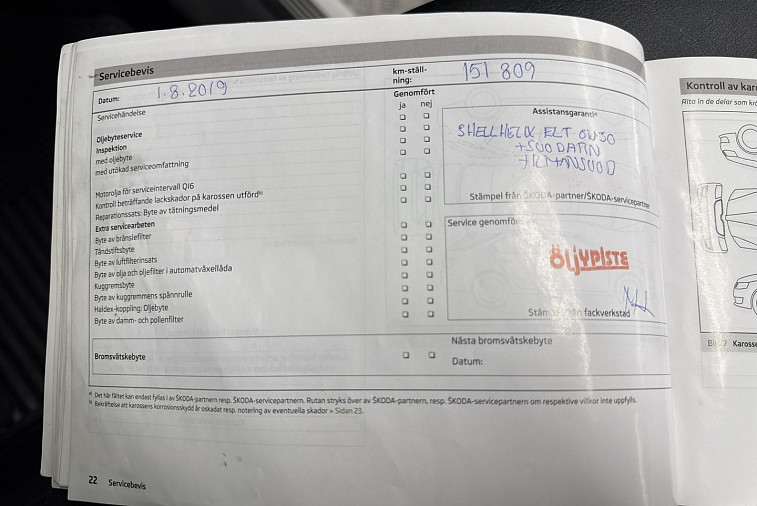 Servicebevis
Datum: 1.8.2019
km-ställ-
ning: 151 809
Servicehändelse
Genomfört
ja nej
Oljebyteservice
Inspektion
med oljebyte
med utökad serviceomfattning
Motorolja för serviceintervall QI6
Kontroll beträffande lackskador på karossen utförd b)
Reparationssats: Byte av tätningsmedel
Extra servicearbeten
Byte av bränslefilter
Tändstiftsbyte
Byte av luftfilterinsats
Byte av olja och oljefilter i automatväxellåda
Kuggremsbyte
Byte av kuggremmens spännrulle
Haldex-koppling: Oljebyte
Byte av damm- och pollenfilter
Assistansgaranti a)
SHELL HELIX ELT 0W30
+SUODATIN
+ILMANSUOD
Stämpel från ŠKODA-partner/ŠKODA-servicepartner
Service genomförd
ÖLJYPISTE
fackverkstad
Bromsvätskebyte
Nästa bromsvätskebyte
Datum:
a) Det här fältet kan endast fyllas i av ŠKODA-partnern resp. ŠKODA-servicepartnern. Rutan stryks över av ŠKODA-partnern, resp. ŠKODA-servicepartnern om respektive villkor inte uppfylls.
b) Bekräftelse att karossens korrosionsskydd är oskadat resp. notering av eventuella skador » Sidan 23.
22 Servicebevis
Kontroll av
Rita in de delar som
7 Karosse